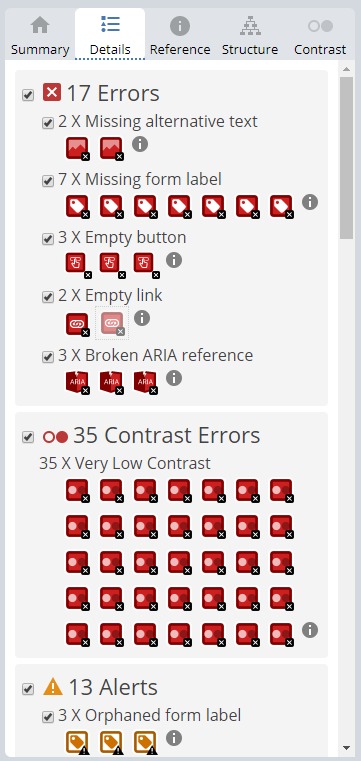 Summary Details Reference Structure Contrast
17 Errors
2 X Missing alternative text
7 X Missing form label
3 X Empty button
2 X Empty link
3 X Broken ARIA reference
ARIA ARIA ARIA
35 Contrast Errors
35 X Very Low Contrast
13 Alerts
3 X Orphaned form label